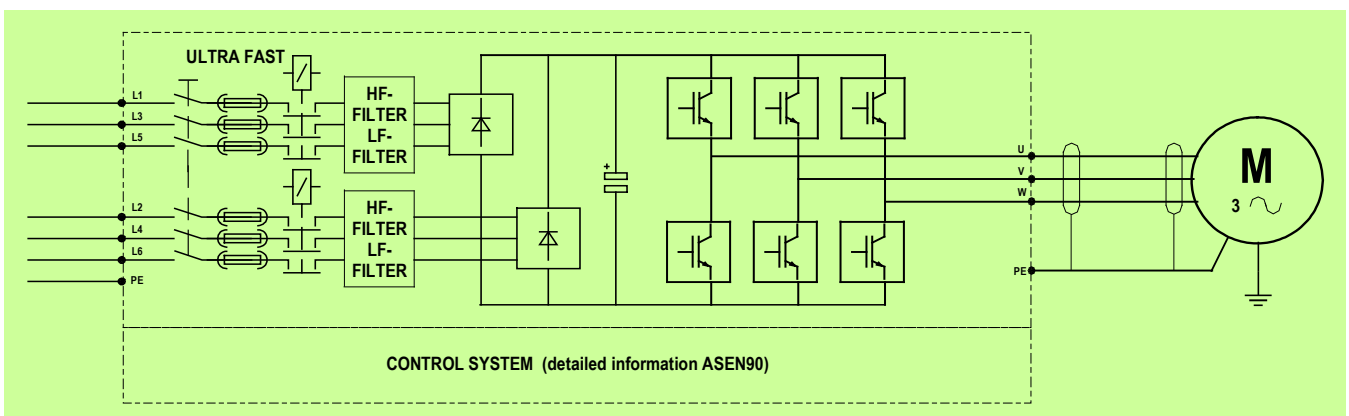 ULTRA FAST
L1
L3
L5
HF-
FILTER
LF-
FILTER
L2
L4
L6
PE
HF-
FILTER
LF-
FILTER
+
U
V
W
PE
M
3
CONTROL SYSTEM (detailed information ASEN90)